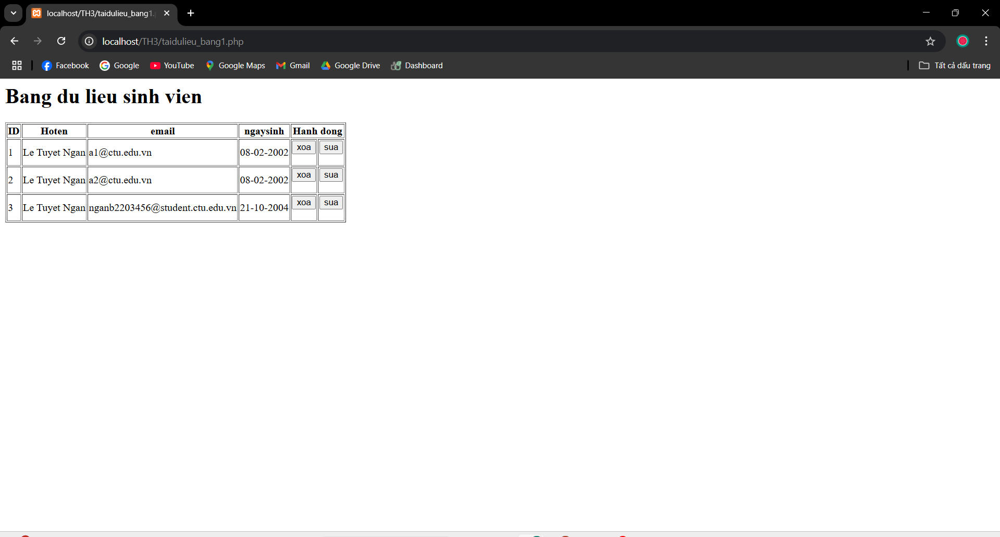 localhost/TH3/taidulieu_bang1.
localhost/TH3/taidulieu_bang1.php
Facebook Google YouTube Google Maps Gmail Google Drive Dashboard Tất cả dấu trang
Bang du lieu sinh vien
ID Hoten email ngaysinh Hanh dong
1 Le Tuyet Ngan a1@ctu.edu.vn 08-02-2002 xoa sua
2 Le Tuyet Ngan a2@ctu.edu.vn 08-02-2002 xoa sua
3 Le Tuyet Ngan nganb2203456@student.ctu.edu.vn 21-10-2004 xoa sua